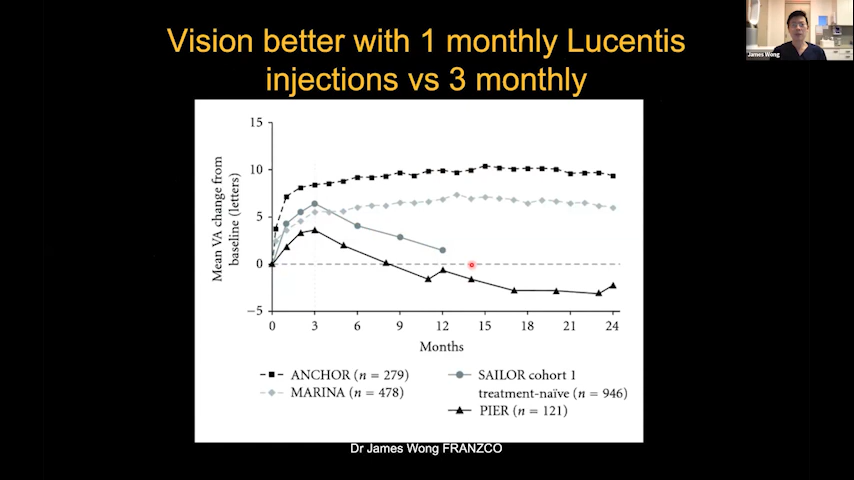 Vision better with 1 monthly Lucentis
injections vs 3 monthly
James Wong
15
10
5
0
−5
Mean VA change from
baseline (letters)
0 3 6 9 12 15 18 21 24
Months
ANCHOR (n = 279)
MARINA (n = 478)
SAILOR cohort 1
treatment-naïve (n = 946)
PIER (n = 121)
Dr James Wong FRANZCO